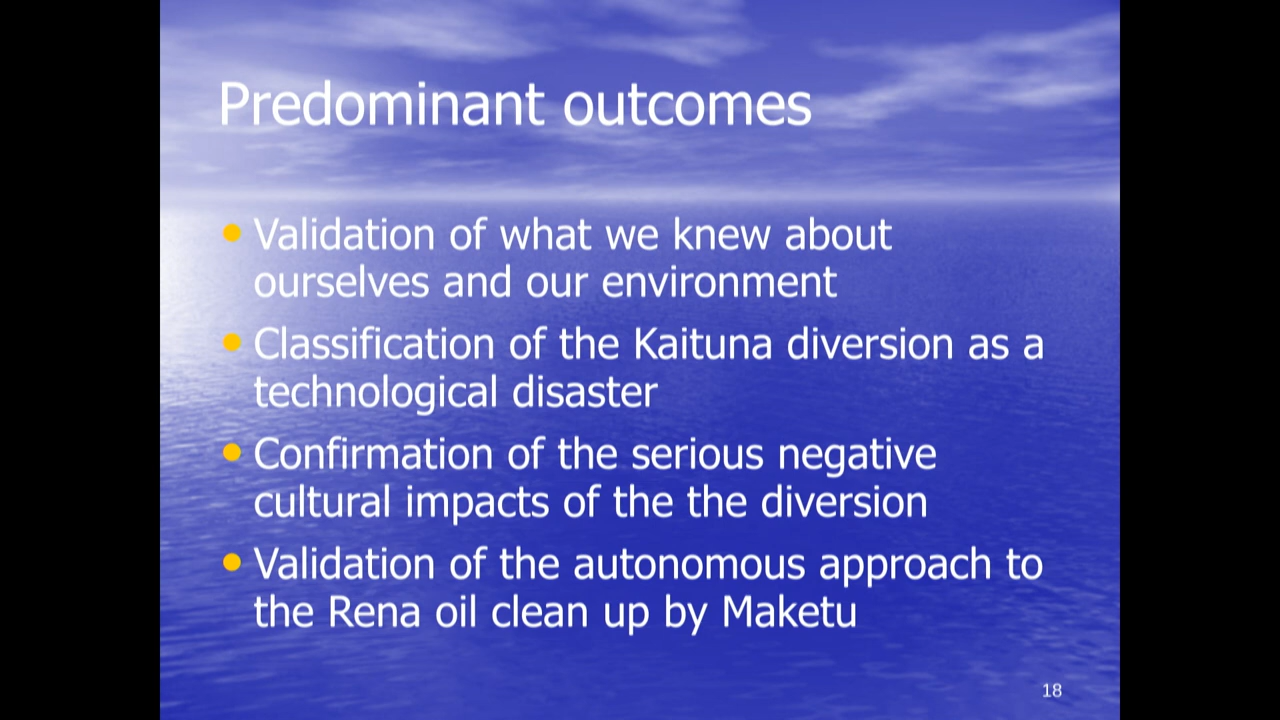 Predominant outcomes
Validation of what we knew about
ourselves and our environment
Classification of the Kaituna diversion as a
technological disaster
Confirmation of the serious negative
cultural impacts of the the diversion
Validation of the autonomous approach to
the Rena oil clean up by Maketu
18